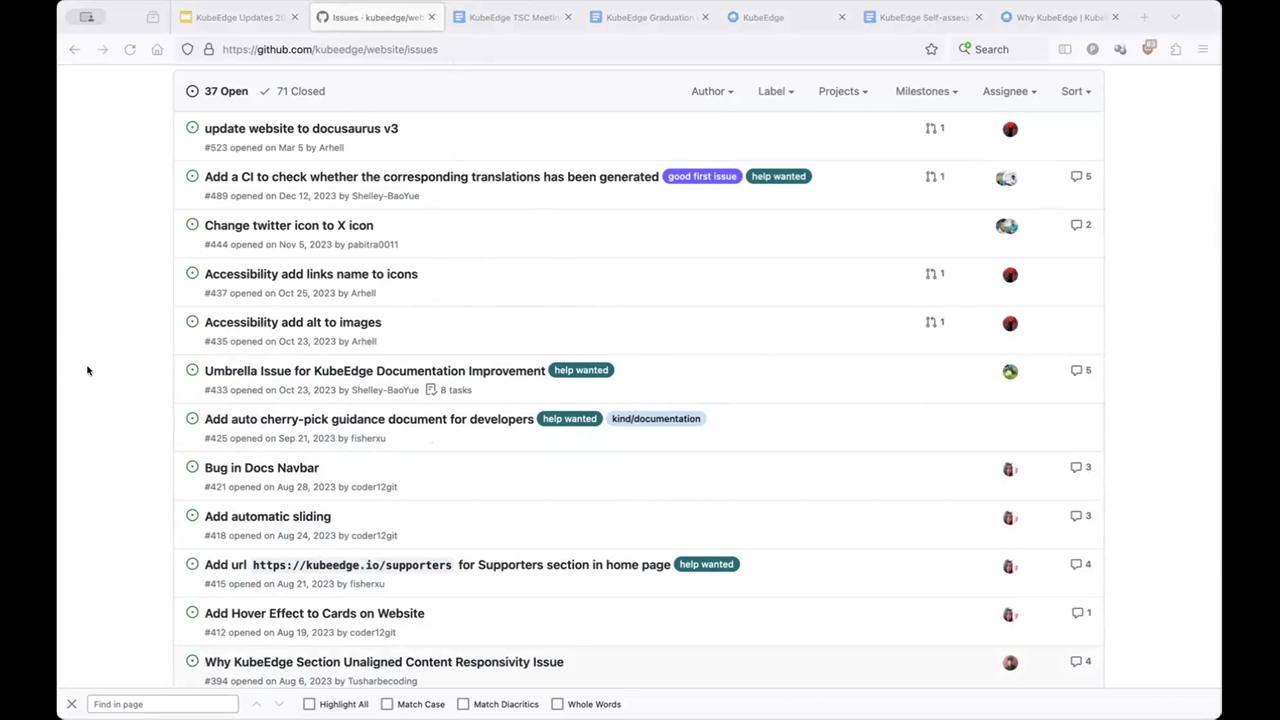 KubeEdge Updates 20
Issues · kubeedge/web
KubeEdge TSC Meetin
KubeEdge Graduation
KubeEdge
KubeEdge Self-assess
Why KubeEdge | Kube
https://github.com/kubeedge/website/issues
Search
37 Open
71 Closed
Author
Label
Projects
Milestones
Assignee
Sort
update website to docusaurus v3
1
#523 opened on Mar 5 by Arhell
Add a CI to check whether the corresponding translations has been generated good first issue help wanted
1
5
#489 opened on Dec 12, 2023 by Shelley-BaoYue
Change twitter icon to X icon
2
#444 opened on Nov 5, 2023 by pabitra0011
Accessibility add links name to icons
1
#437 opened on Oct 25, 2023 by Arhell
Accessibility add alt to images
1
#435 opened on Oct 23, 2023 by Arhell
Umbrella Issue for KubeEdge Documentation Improvement help wanted
5
#433 opened on Oct 23, 2023 by Shelley-BaoYue 8 tasks
Add auto cherry-pick guidance document for developers help wanted kind/documentation
#425 opened on Sep 21, 2023 by fisherxu
Bug in Docs Navbar
3
#421 opened on Aug 28, 2023 by coder12git
Add automatic sliding
3
#418 opened on Aug 24, 2023 by coder12git
Add url https://kubeedge.io/supporters for Supporters section in home page help wanted
4
#415 opened on Aug 21, 2023 by fisherxu
Add Hover Effect to Cards on Website
1
#412 opened on Aug 19, 2023 by coder12git
Why KubeEdge Section Unaligned Content Responsivity Issue
4
#394 opened on Aug 6, 2023 by Tusharbecoding
Find in page
Highlight All
Match Case
Match Diacritics
Whole Words